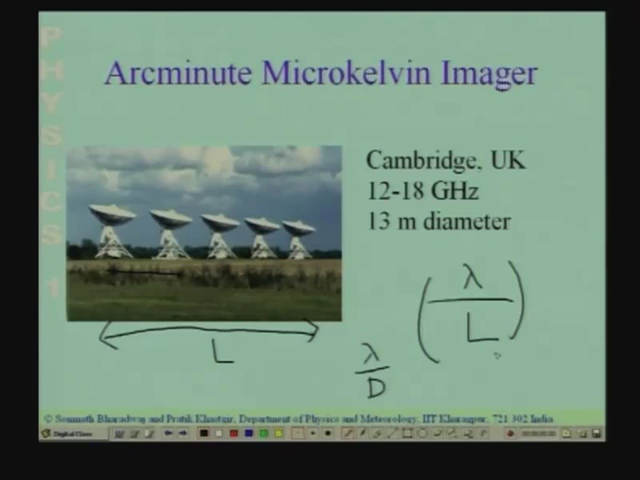 PHYSICS 1
Arcminute Microkelvin Imager
Cambridge, UK
12-18 GHz
13 m diameter
λ
L
L
λ
D
© Somnath Bharadwaj and Pratik Khastgir, Department of Physics and Meteorology, IIT Kharagpur, 721 302 India